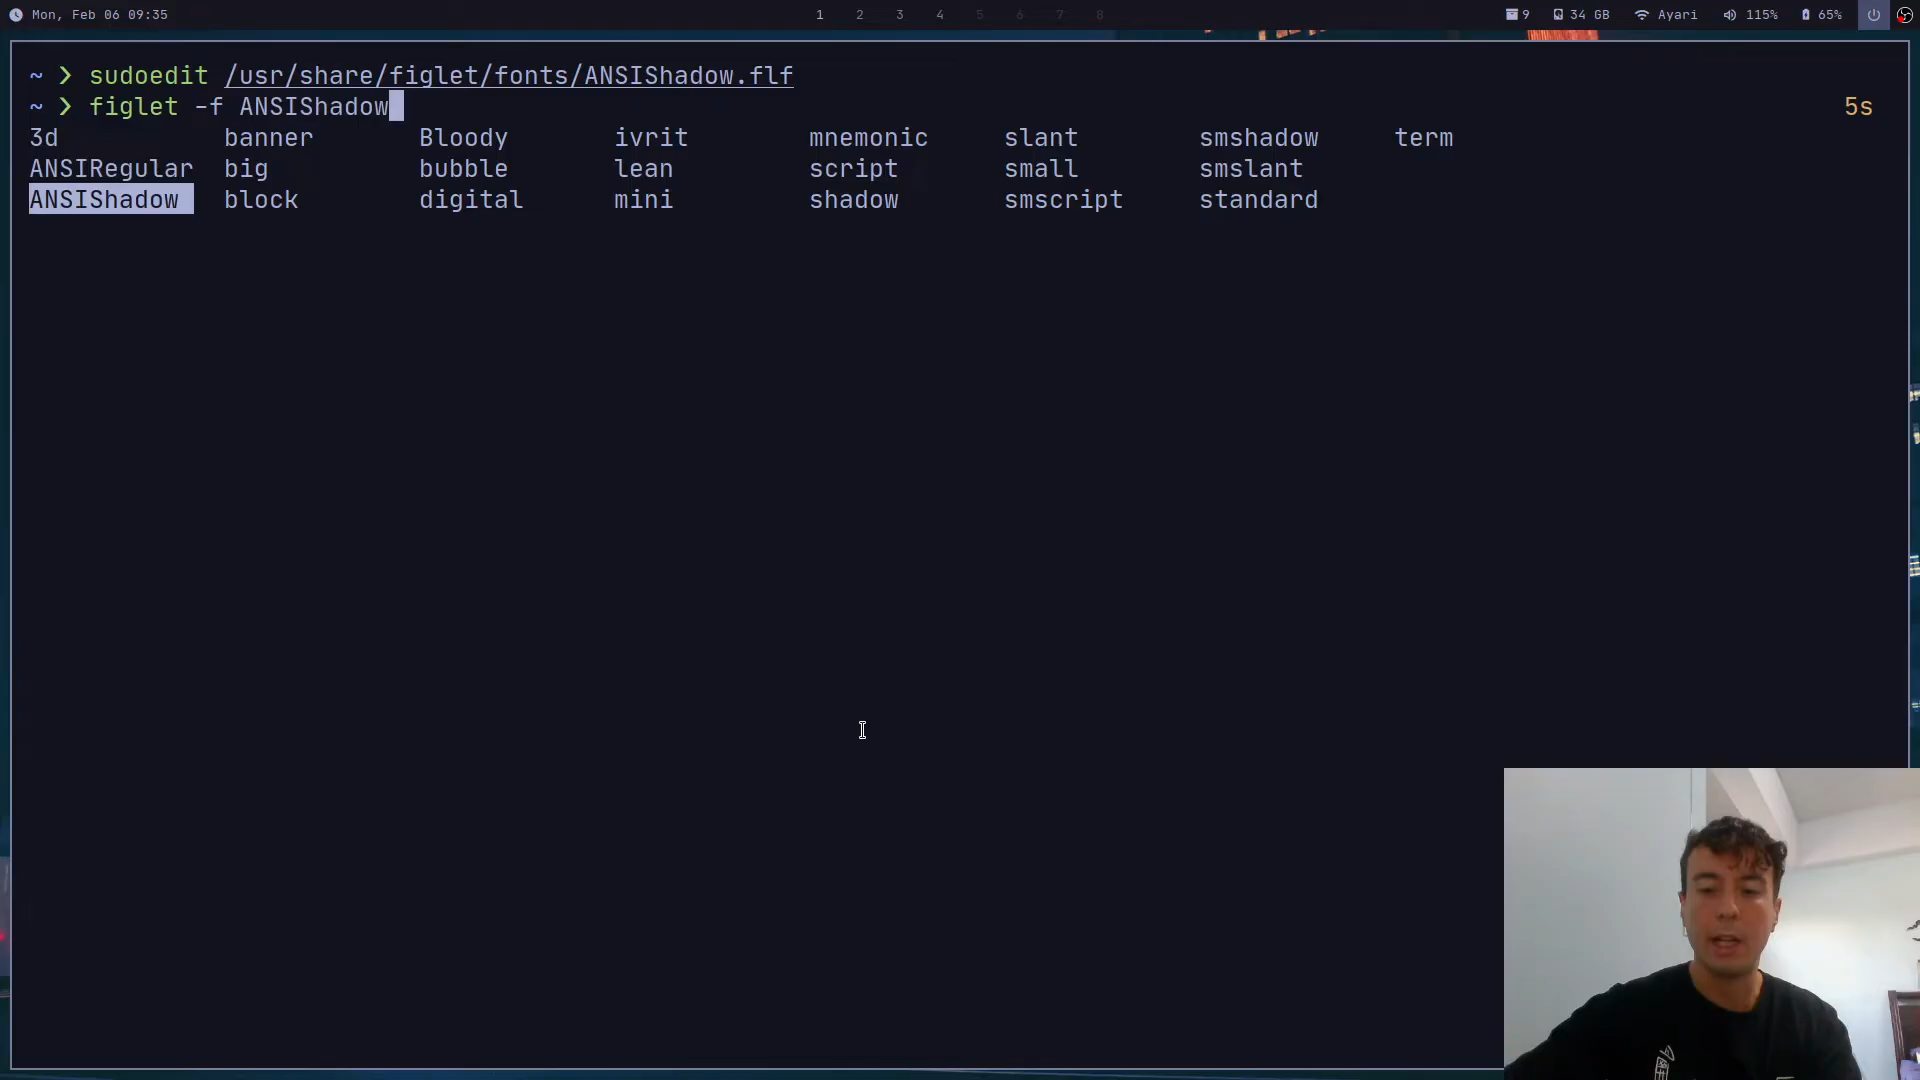 Mon, Feb 06 09:35 1 2 3 4 5 6 7 8 9 34 GB Ayari 115% 65%
~ ❯ sudoedit /usr/share/figlet/fonts/ANSIShadow.flf
~ ❯ figlet -f ANSIShadow 5s
3d banner Bloody ivrit mnemonic slant smshadow term
ANSIRegular big bubble lean script small smslant
ANSIShadow block digital mini shadow smscript standard